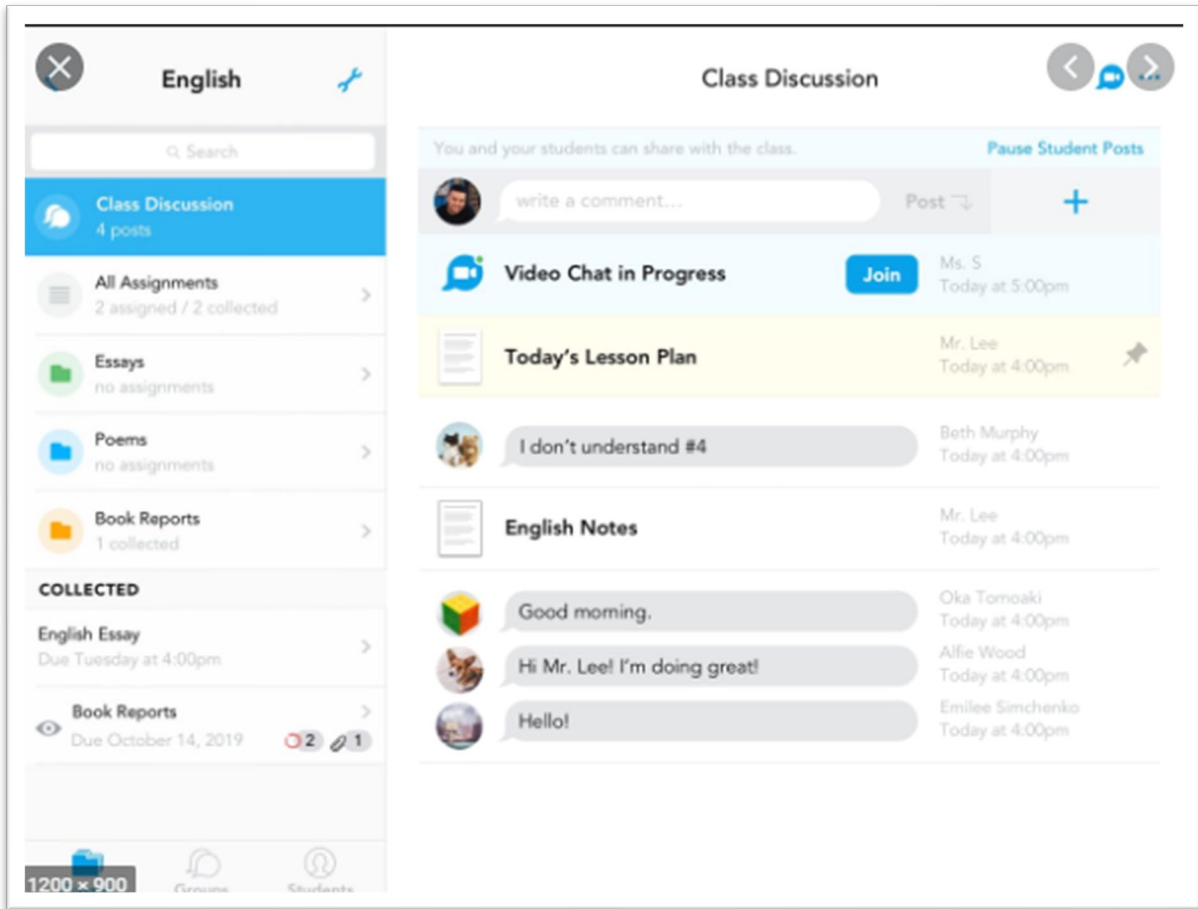 English
Search
Class Discussion
4 posts
All Assignments
2 assigned / 2 collected
Essays
no assignments
Poems
no assignments
Book Reports
1 collected
COLLECTED
English Essay
Due Tuesday at 4:00pm
Book Reports
Due October 14, 2019 2 1
Groups Students
1200 × 900
Class Discussion
You and your students can share with the class. Pause Student Posts
write a comment... Post
Video Chat in Progress Join
Ms. S
Today at 5:00pm
Today's Lesson Plan
Mr. Lee
Today at 4:00pm
I don't understand #4
Beth Murphy
Today at 4:00pm
English Notes
Mr. Lee
Today at 4:00pm
Good morning.
Oka Tomoaki
Today at 4:00pm
Hi Mr. Lee! I'm doing great!
Alfie Wood
Today at 4:00pm
Hello!
Emilee Simchenko
Today at 4:00pm